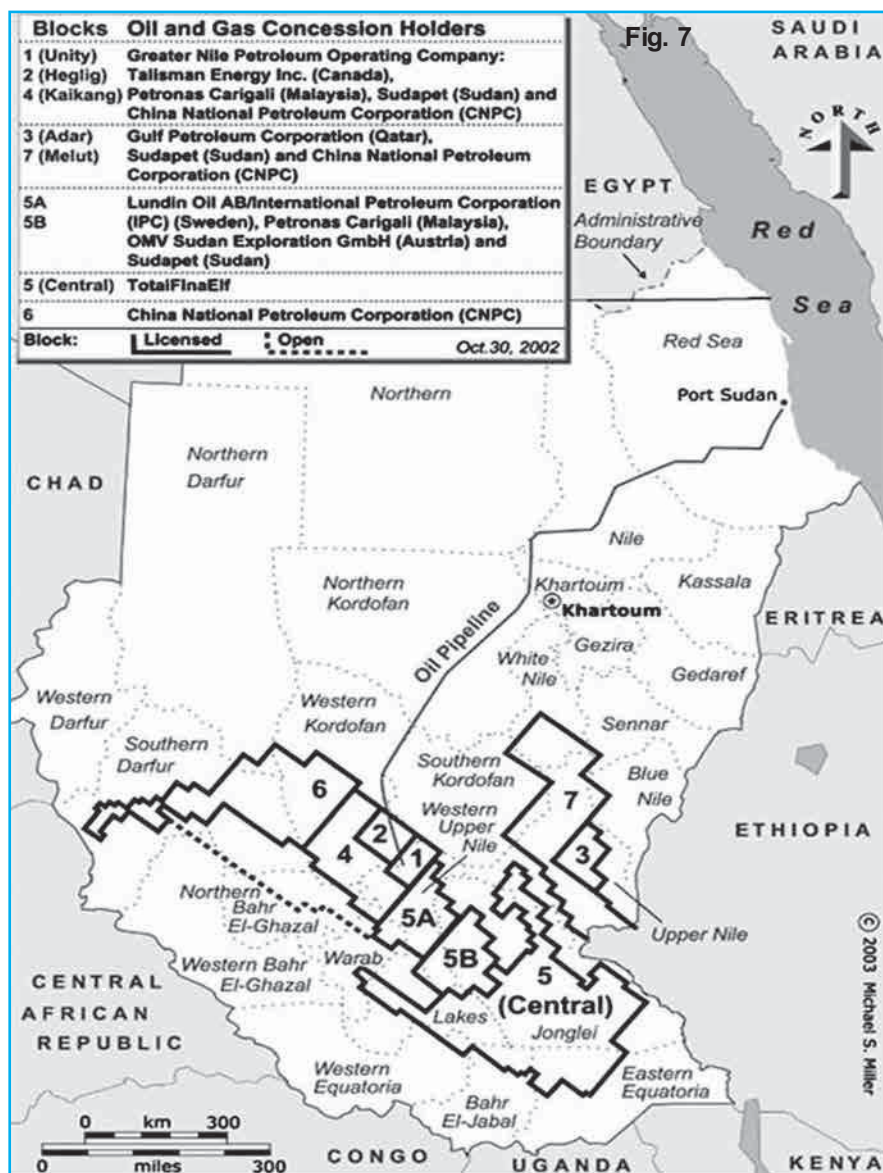 Fig. 7
Blocks Oil and Gas Concession Holders
1 (Unity) Greater Nile Petroleum Operating Company:
2 (Heglig) Talisman Energy Inc. (Canada),
4 (Kaikang) Petronas Carigali (Malaysia), Sudapet (Sudan) and
China National Petroleum Corporation (CNPC)
3 (Adar) Gulf Petroleum Corporation (Qatar),
7 (Melut) Sudapet (Sudan) and China National Petroleum
Corporation (CNPC)
5A Lundin Oil AB/International Petroleum Corporation
5B (IPC) (Sweden), Petronas Carigali (Malaysia),
OMV Sudan Exploration GmbH (Austria) and
Sudapet (Sudan)
5 (Central) TotalFinaElf
6 China National Petroleum Corporation (CNPC)
Block: Licensed Open Oct.30, 2002
SAUDI
ARABIA
NORTH
EGYPT
Administrative
Boundary
Red
Sea
Red Sea
Port Sudan
Northern
Northern
Darfur
CHAD
Nile
Northern
Kordofan
Khartoum
Khartoum
Kassala
ERITREA
Oil Pipeline
Gezira
White
Nile
Gedaref
Western
Darfur
Western
Kordofan
Sennar
Southern
Darfur
Southern
Kordofan
Blue
Nile
6
7
Western
Upper
Nile
ETHIOPIA
2
4
1
3
Northern
Bahr
El-Ghazal
5A
Upper Nile
Western Bahr
El-Ghazal
Warab
5B
5
(Central)
CENTRAL
AFRICAN
REPUBLIC
Lakes
Jonglei
Western
Equatoria
Eastern
Equatoria
Bahr
El-Jabal
0 km 300
0 miles 300
CONGO
UGANDA
KENYA
© 2003 Michael S. Miller